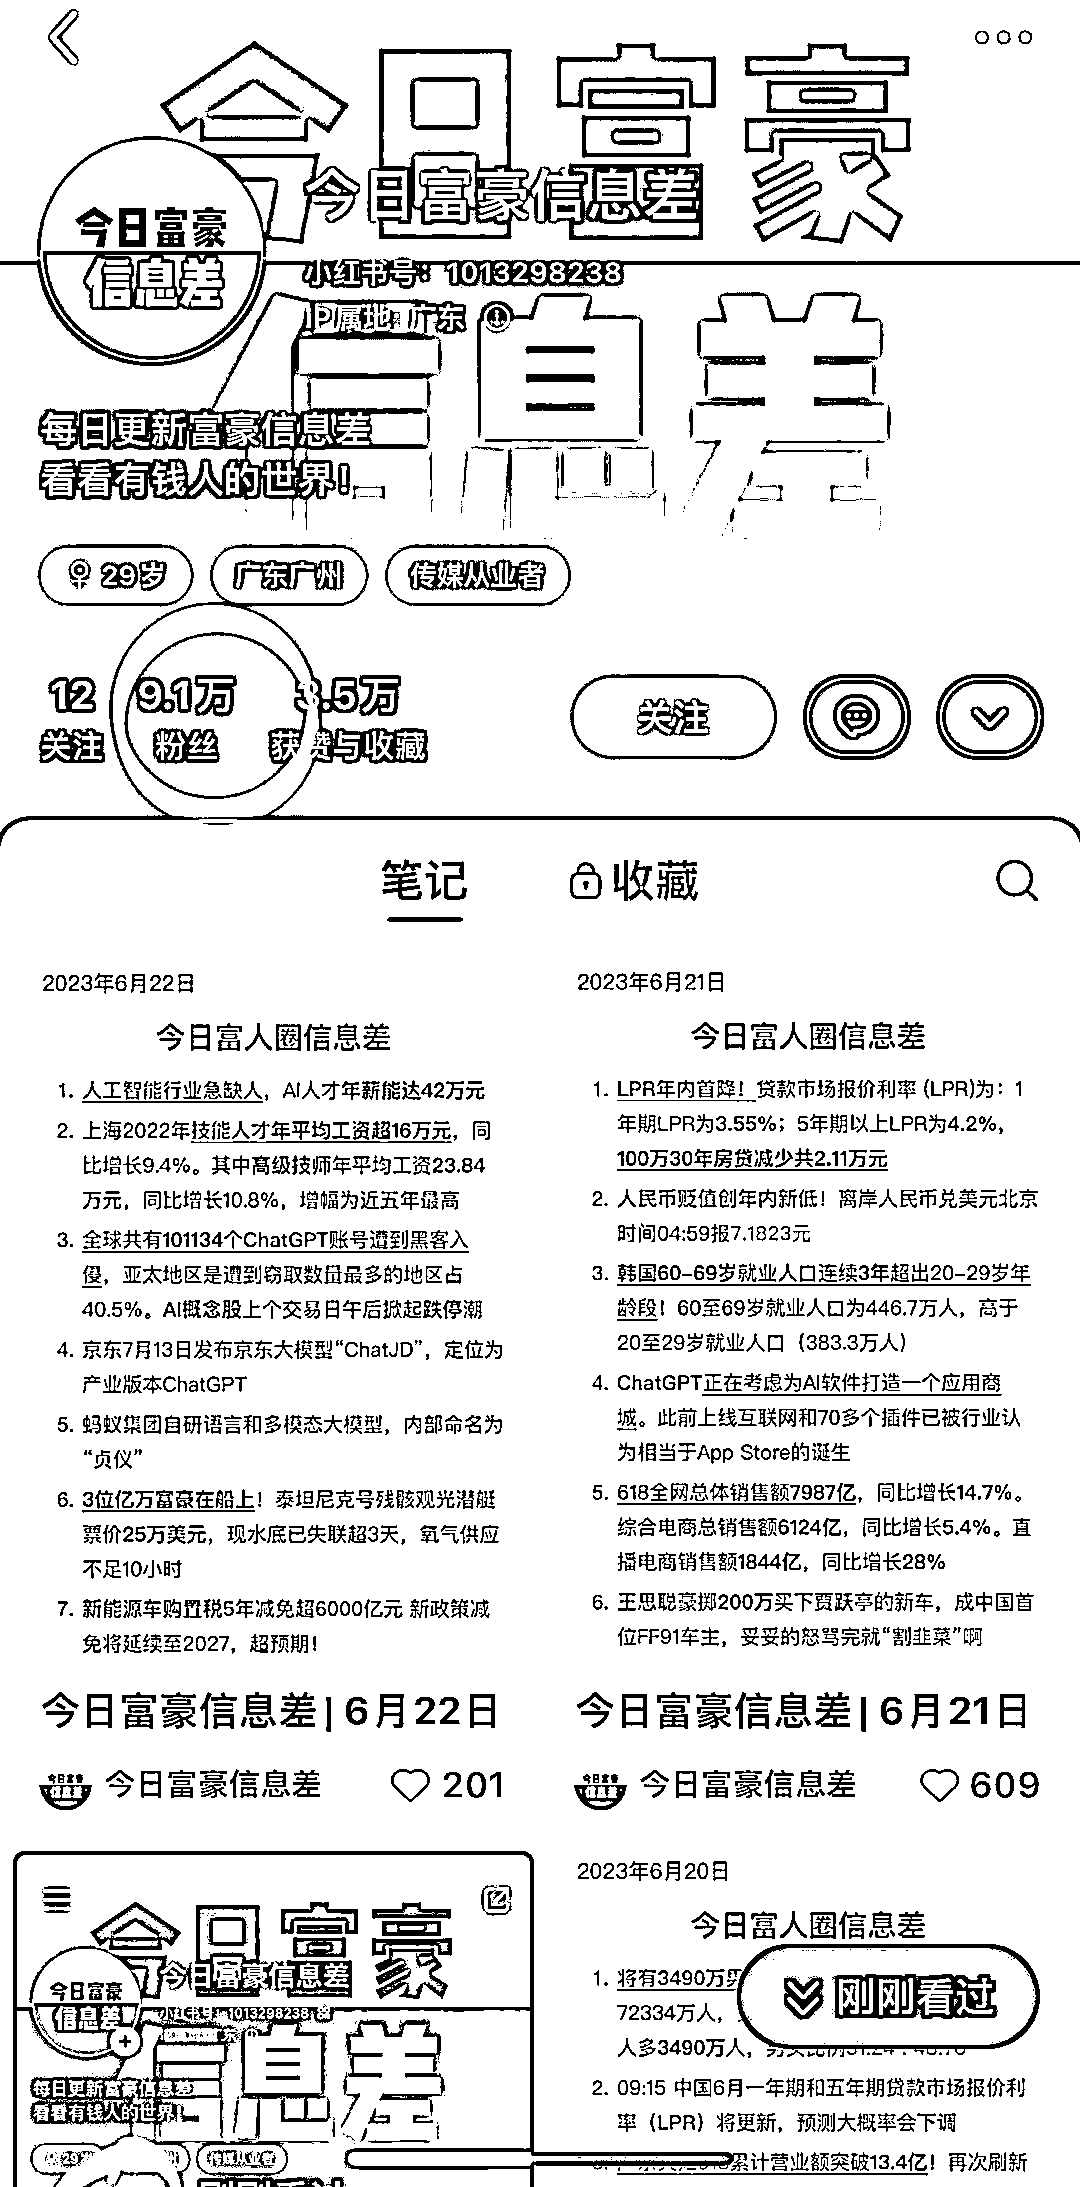 今日富豪
信息差
今日富豪
信息差
今日富豪信息差
小红书号：1013298238
IP属地：广东
每日更新富豪信息差
看看有钱人的世界！
29岁
广东广州
传媒从业者
12 9.1万 3.5万
关注 粉丝 获赞与收藏
关注
笔记 收藏
2023年6月22日
今日富人圈信息差
1. 人工智能行业急缺人，AI人才年薪能达42万元
2. 上海2022年技能人才年平均工资超16万元，同
比增长9.4%。其中高级技师年平均工资23.84
万元，同比增长10.8%，增幅为近五年最高
3. 全球共有101134个ChatGPT账号遭到黑客入
侵，亚太地区是遭到窃取数量最多的地区占
40.5%。AI概念股上个交易日午后掀起跌停潮
4. 京东7月13日发布京东大模型“ChatJD”，定位为
产业版本ChatGPT
5. 蚂蚁集团自研语言和多模态大模型，内部命名为
“贞仪”
6. 3位亿万富豪在船上！泰坦尼克号残骸观光潜艇
票价25万美元，现水底已失联超3天，氧气供应
不足10小时
7. 新能源车购置税5年减免超6000亿元 新政策减
免将延续至2027，超预期！
今日富豪信息差| 6月22日
今日富豪信息差 201
2023年6月21日
今日富人圈信息差
1. LPR年内首降！贷款市场报价利率 (LPR)为：1
年期LPR为3.55%；5年期以上LPR为4.2%，
100万30年房贷减少共2.11万元
2. 人民币贬值创年内新低！离岸人民币兑美元北京
时间04:59报7.1823元
3. 韩国60-69岁就业人口连续3年超出20-29岁年
龄段！60至69岁就业人口为446.7万人，高于
20至29岁就业人口（383.3万人）
4. ChatGPT正在考虑为AI软件打造一个应用商
城。此前上线互联网和70多个插件已被行业认
为相当于App Store的诞生
5. 618全网总体销售额7987亿，同比增长14.7%。
综合电商总销售额6124亿，同比增长5.4%。直
播电商销售额1844亿，同比增长28%
6. 王思聪豪掷200万买下贾跃亭的新车，成中国首
位FF91车主，妥妥的怒骂完就“割韭菜”啊
今日富豪信息差| 6月21日
今日富豪信息差 609
今日富豪
今日富豪
信息差
今日富豪信息差
小红书号：1013298238
每日更新富豪信息差
看看有钱人的世界！
传媒从业者
2023年6月20日
今日富人圈信息差
1. 将有3490万男
72334万人，
人多3490万人，
2. 09:15 中国6月一年期和五年期贷款市场报价利
率（LPR）将更新，预测大概率会下调
累计营业额突破13.4亿！再次刷新
刚刚看过